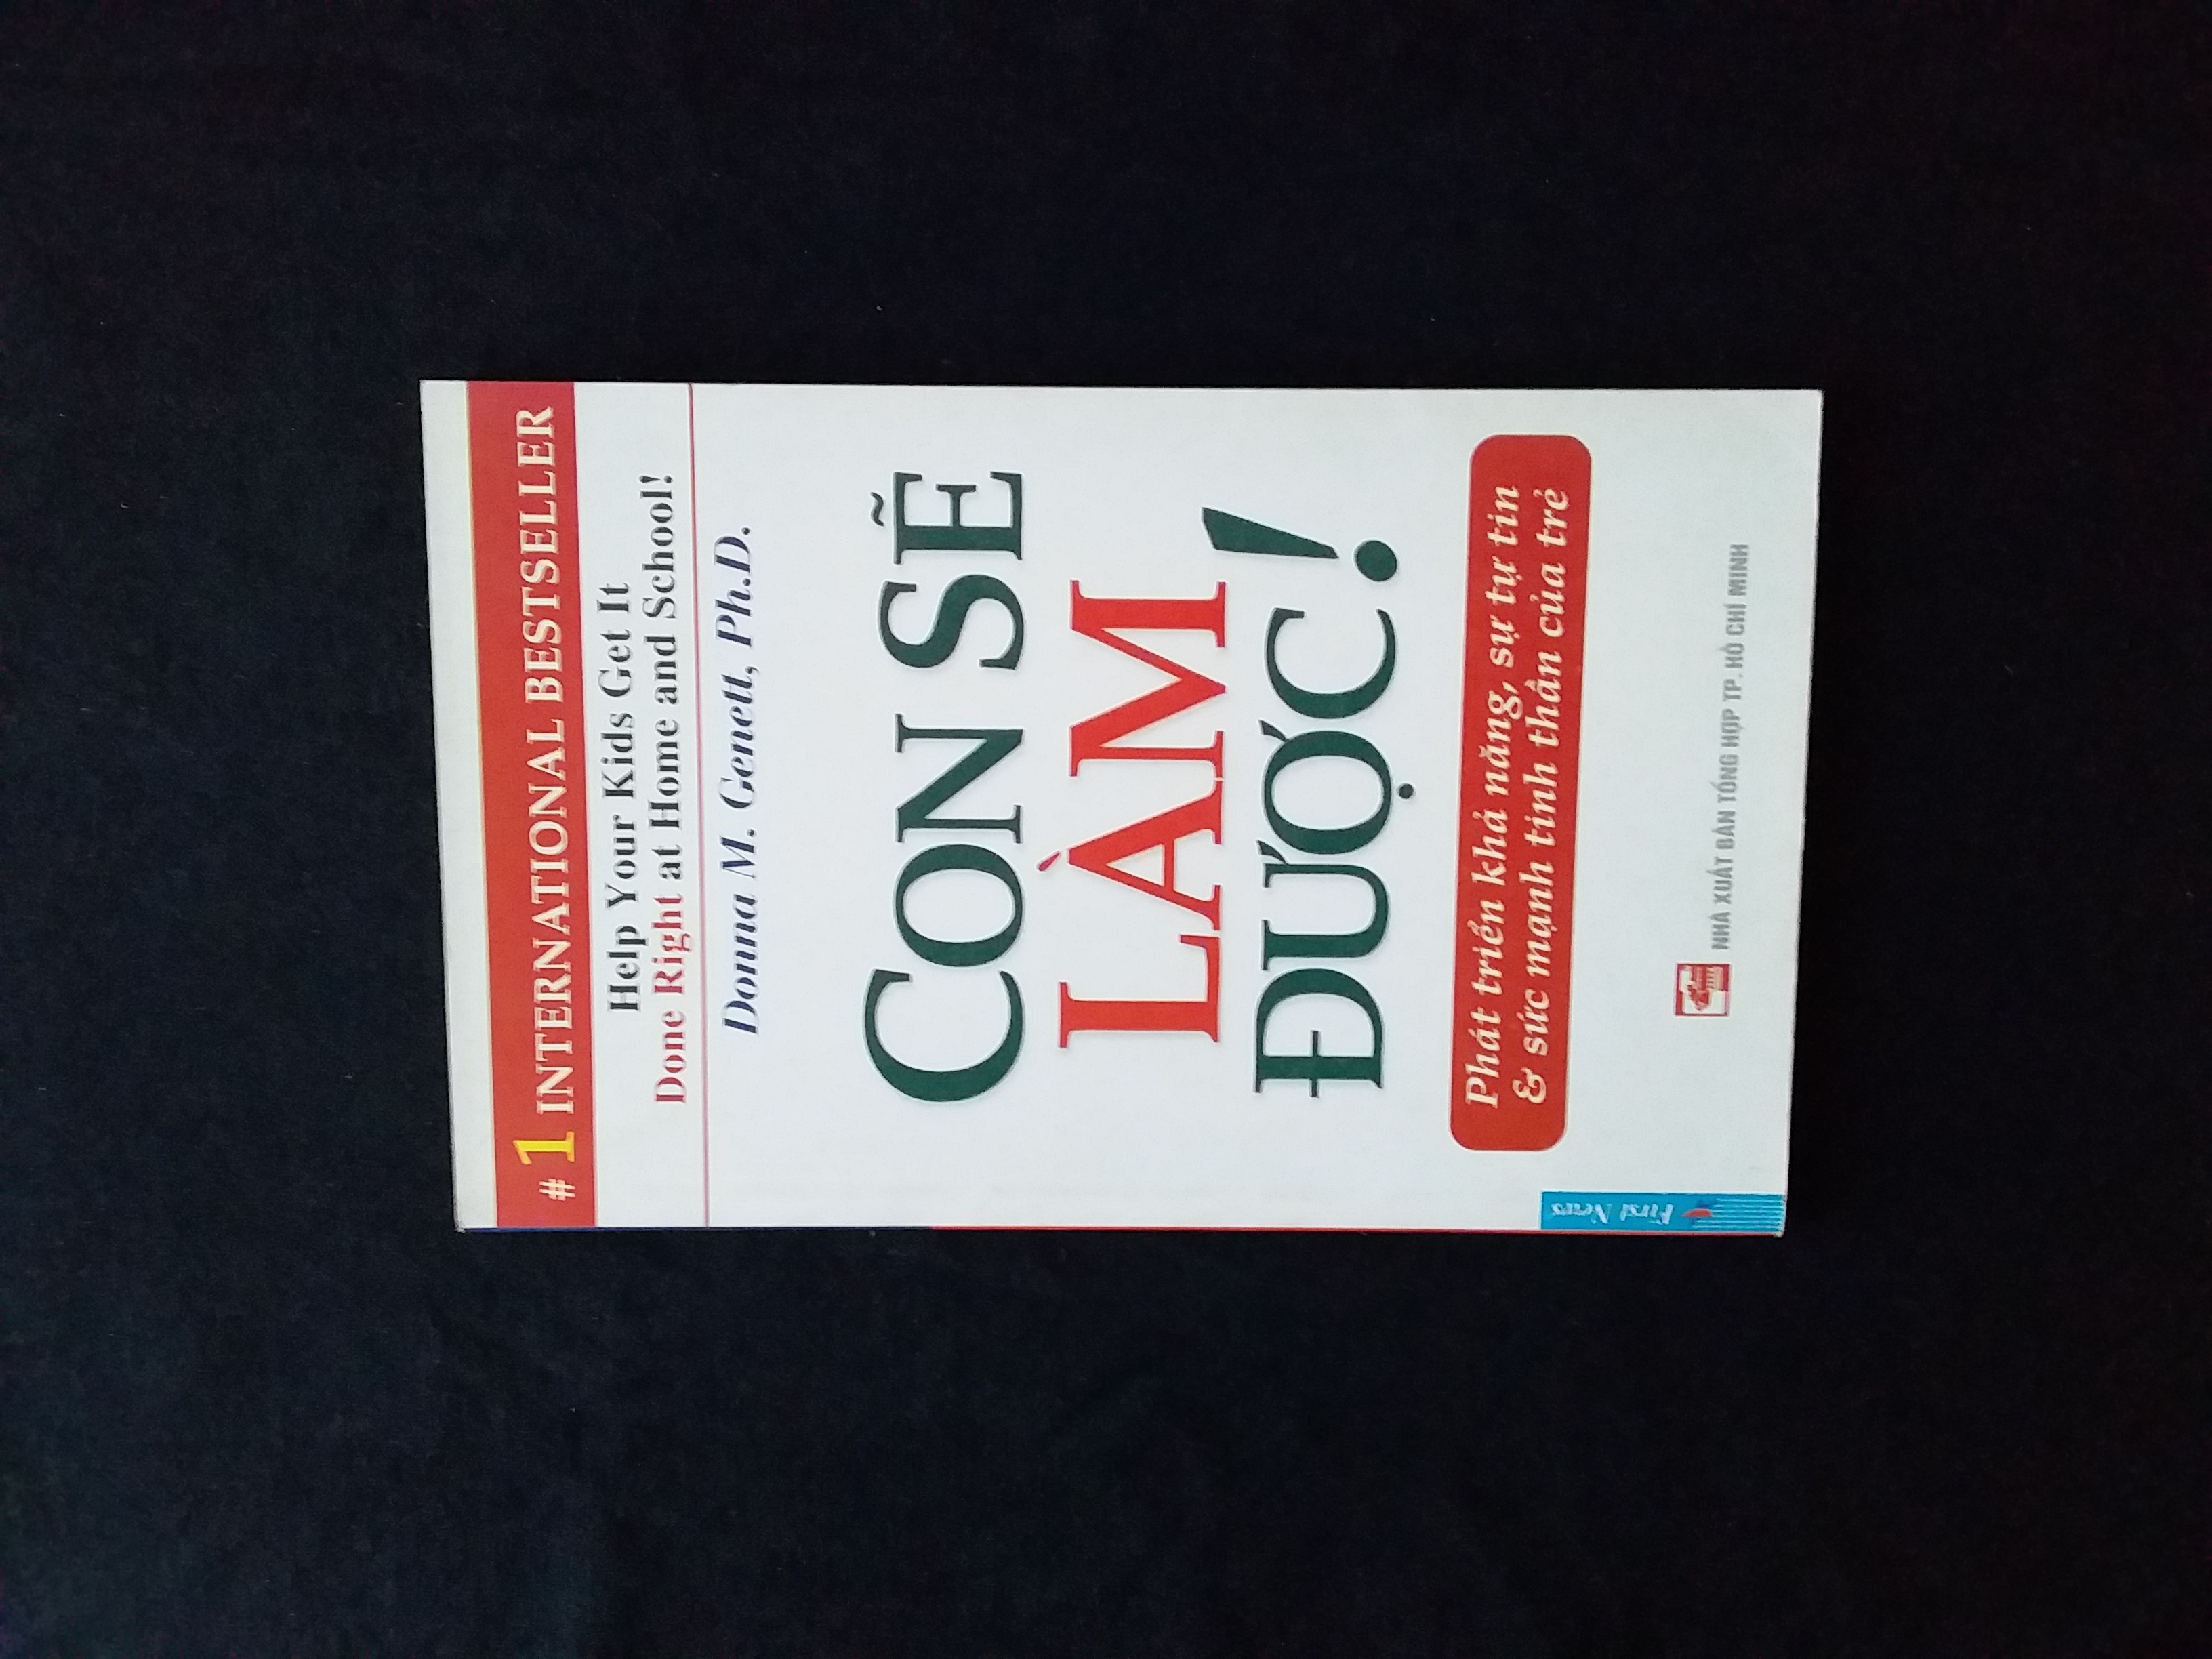 # 1 INTERNATIONAL BESTSELLER
Help Your Kids Get It
Done Right at Home and School!
Donna M. Genett, Ph.D.
CON SẼ
LÀM
ĐƯỢC!
Phát triển khả năng, sự tự tin
& sức mạnh tinh thần của trẻ
First News
NHÀ XUẤT BẢN TỔNG HỢP TP. HỒ CHÍ MINH